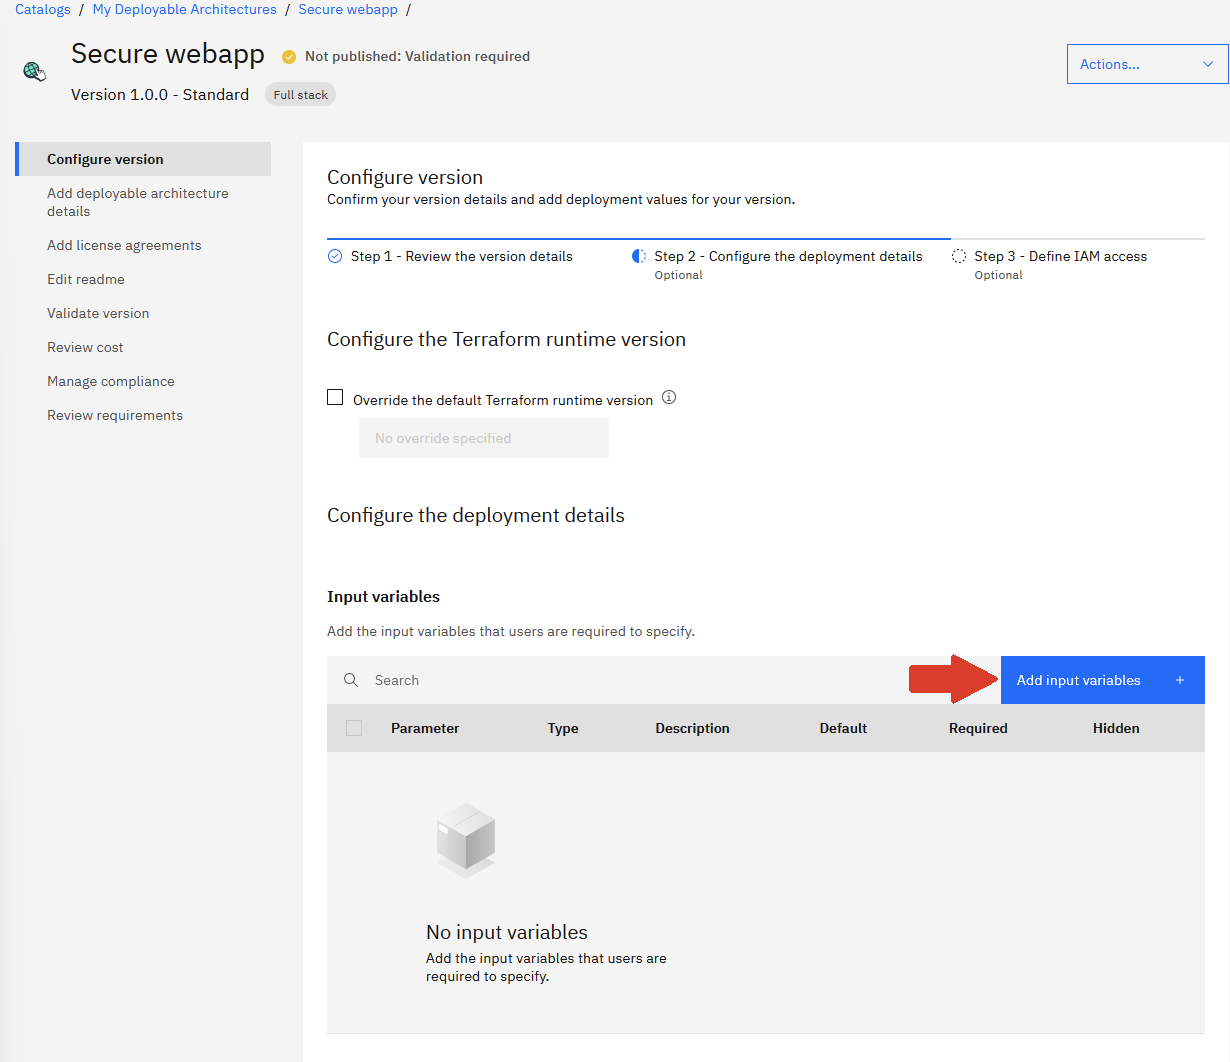 Catalogs / My Deployable Architectures / Secure webapp /
Secure webapp Not published: Validation required
Actions...
Version 1.0.0 - Standard Full stack
Configure version
Add deployable architecture
details
Add license agreements
Edit readme
Validate version
Review cost
Manage compliance
Review requirements
Configure version
Confirm your version details and add deployment values for your version.
Step 1 - Review the version details
Step 2 - Configure the deployment details
Optional
Step 3 - Define IAM access
Optional
Configure the Terraform runtime version
Override the default Terraform runtime version
No override specified
Configure the deployment details
Input variables
Add the input variables that users are required to specify.
Search
Add input variables +
Parameter Type Description Default Required Hidden
No input variables
Add the input variables that users are
required to specify.